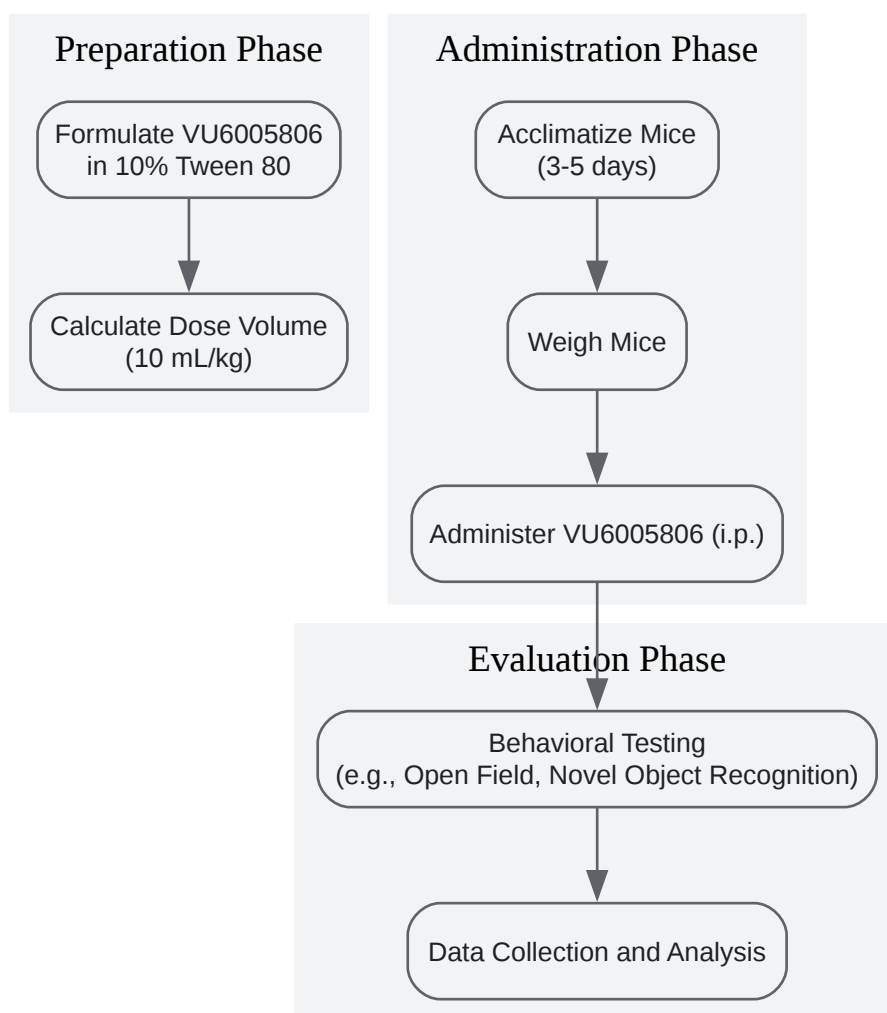 Preparation Phase
Formulate VU6005806
in 10% Tween 80
Calculate Dose Volume
(10 mL/kg)
Administration Phase
Acclimatize Mice
(3-5 days)
Weigh Mice
Administer VU6005806 (i.p.)
Evaluation Phase
Behavioral Testing
(e.g., Open Field, Novel Object Recognition)
Data Collection and Analysis